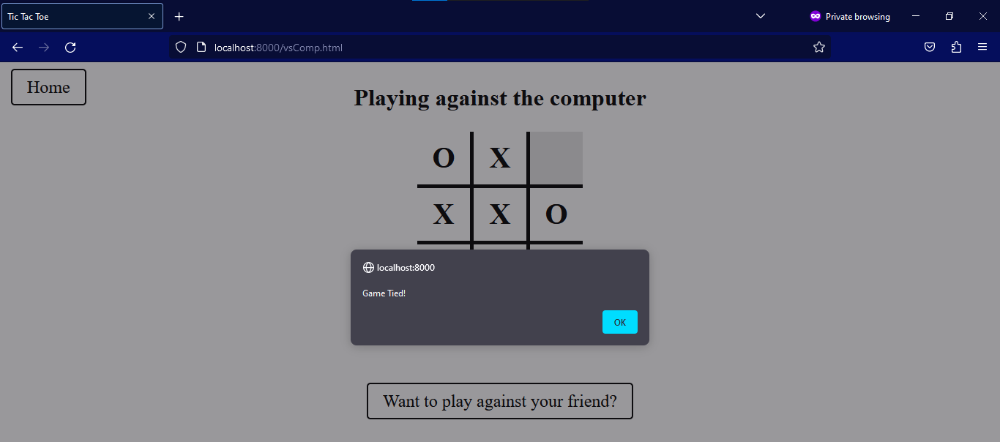 Tic Tac Toe
Private browsing
localhost:8000/vsComp.html
Home
Playing against the computer
O X
X X O
localhost:8000
Game Tied!
OK
Want to play against your friend?